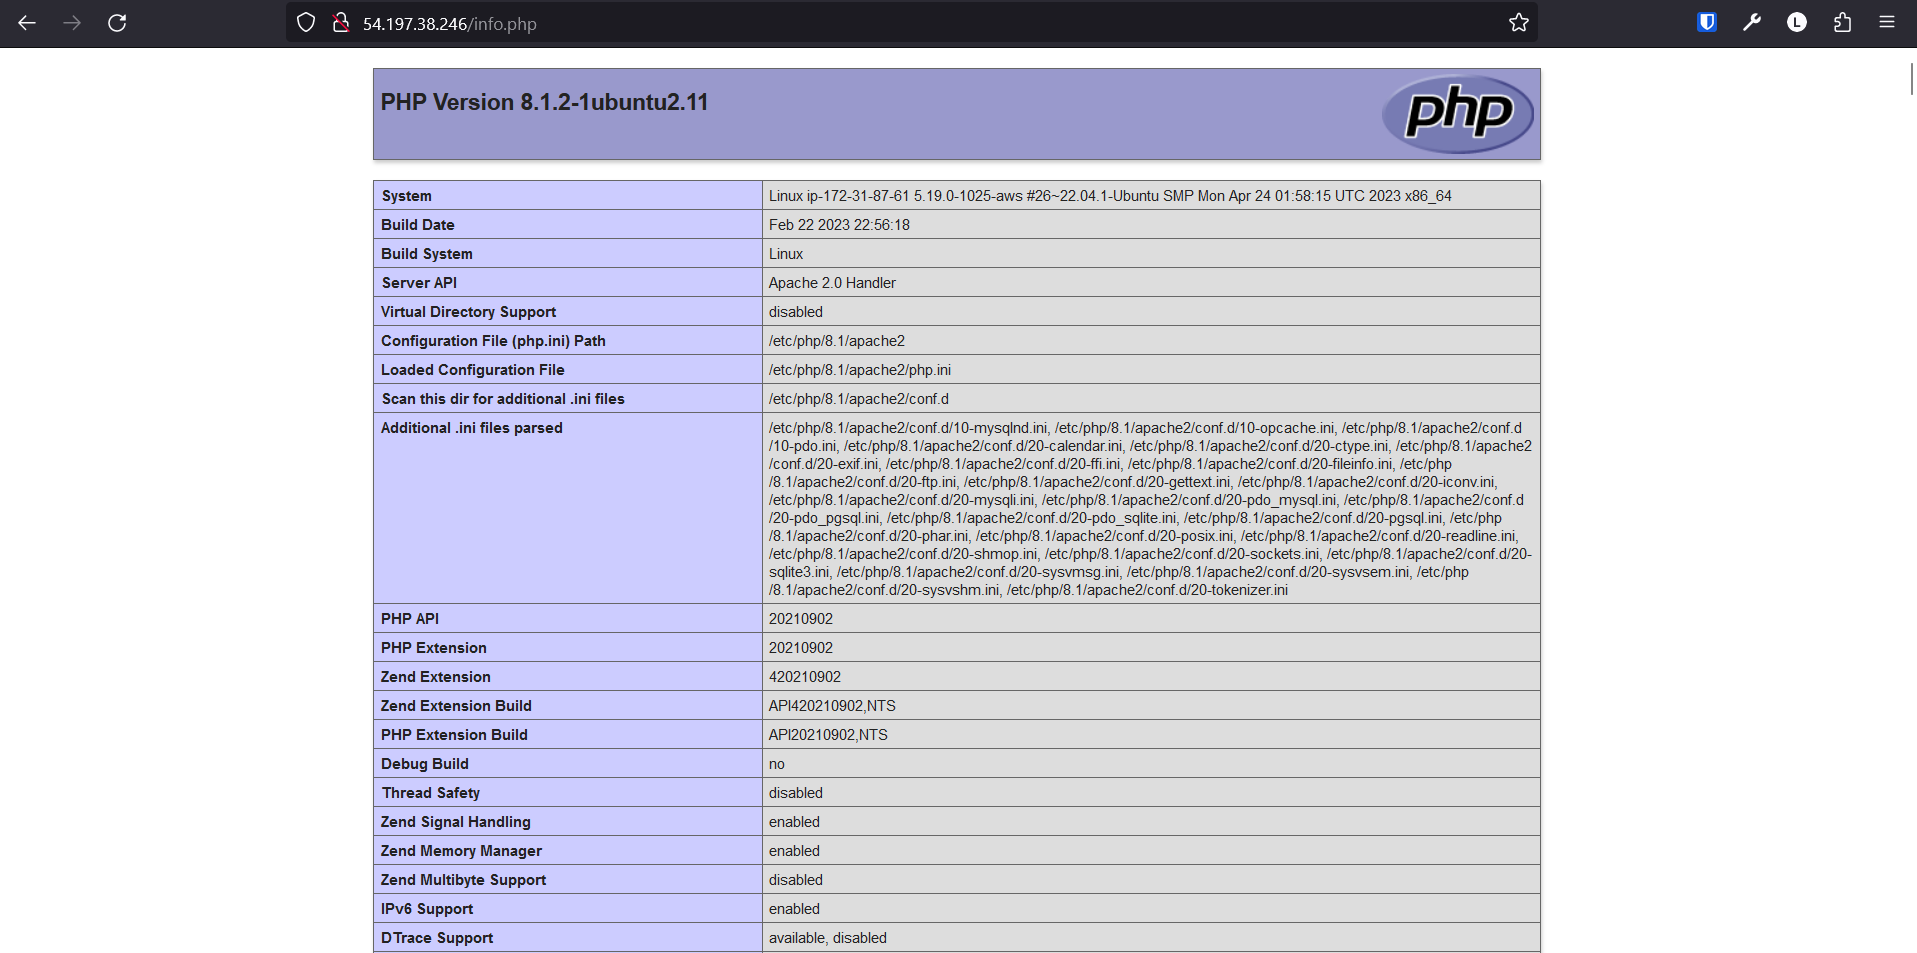 54.197.38.246/info.php
L
PHP Version 8.1.2-1ubuntu2.11
php
System Linux ip-172-31-87-61 5.19.0-1025-aws #26~22.04.1-Ubuntu SMP Mon Apr 24 01:58:15 UTC 2023 x86_64
Build Date Feb 22 2023 22:56:18
Build System Linux
Server API Apache 2.0 Handler
Virtual Directory Support disabled
Configuration File (php.ini) Path /etc/php/8.1/apache2
Loaded Configuration File /etc/php/8.1/apache2/php.ini
Scan this dir for additional .ini files /etc/php/8.1/apache2/conf.d
Additional .ini files parsed /etc/php/8.1/apache2/conf.d/10-mysqlnd.ini, /etc/php/8.1/apache2/conf.d/10-opcache.ini, /etc/php/8.1/apache2/conf.d
/10-pdo.ini, /etc/php/8.1/apache2/conf.d/20-calendar.ini, /etc/php/8.1/apache2/conf.d/20-ctype.ini, /etc/php/8.1/apache2
/conf.d/20-exif.ini, /etc/php/8.1/apache2/conf.d/20-ffi.ini, /etc/php/8.1/apache2/conf.d/20-fileinfo.ini, /etc/php
/8.1/apache2/conf.d/20-ftp.ini, /etc/php/8.1/apache2/conf.d/20-gettext.ini, /etc/php/8.1/apache2/conf.d/20-iconv.ini,
/etc/php/8.1/apache2/conf.d/20-mysqli.ini, /etc/php/8.1/apache2/conf.d/20-pdo_mysql.ini, /etc/php/8.1/apache2/conf.d
/20-pdo_pgsql.ini, /etc/php/8.1/apache2/conf.d/20-pdo_sqlite.ini, /etc/php/8.1/apache2/conf.d/20-pgsql.ini, /etc/php
/8.1/apache2/conf.d/20-phar.ini, /etc/php/8.1/apache2/conf.d/20-posix.ini, /etc/php/8.1/apache2/conf.d/20-readline.ini,
/etc/php/8.1/apache2/conf.d/20-shmop.ini, /etc/php/8.1/apache2/conf.d/20-sockets.ini, /etc/php/8.1/apache2/conf.d/20-
sqlite3.ini, /etc/php/8.1/apache2/conf.d/20-sysvmsg.ini, /etc/php/8.1/apache2/conf.d/20-sysvsem.ini, /etc/php
/8.1/apache2/conf.d/20-sysvshm.ini, /etc/php/8.1/apache2/conf.d/20-tokenizer.ini
PHP API 20210902
PHP Extension 20210902
Zend Extension 420210902
Zend Extension Build API420210902,NTS
PHP Extension Build API20210902,NTS
Debug Build no
Thread Safety disabled
Zend Signal Handling enabled
Zend Memory Manager enabled
Zend Multibyte Support disabled
IPv6 Support enabled
DTrace Support available, disabled